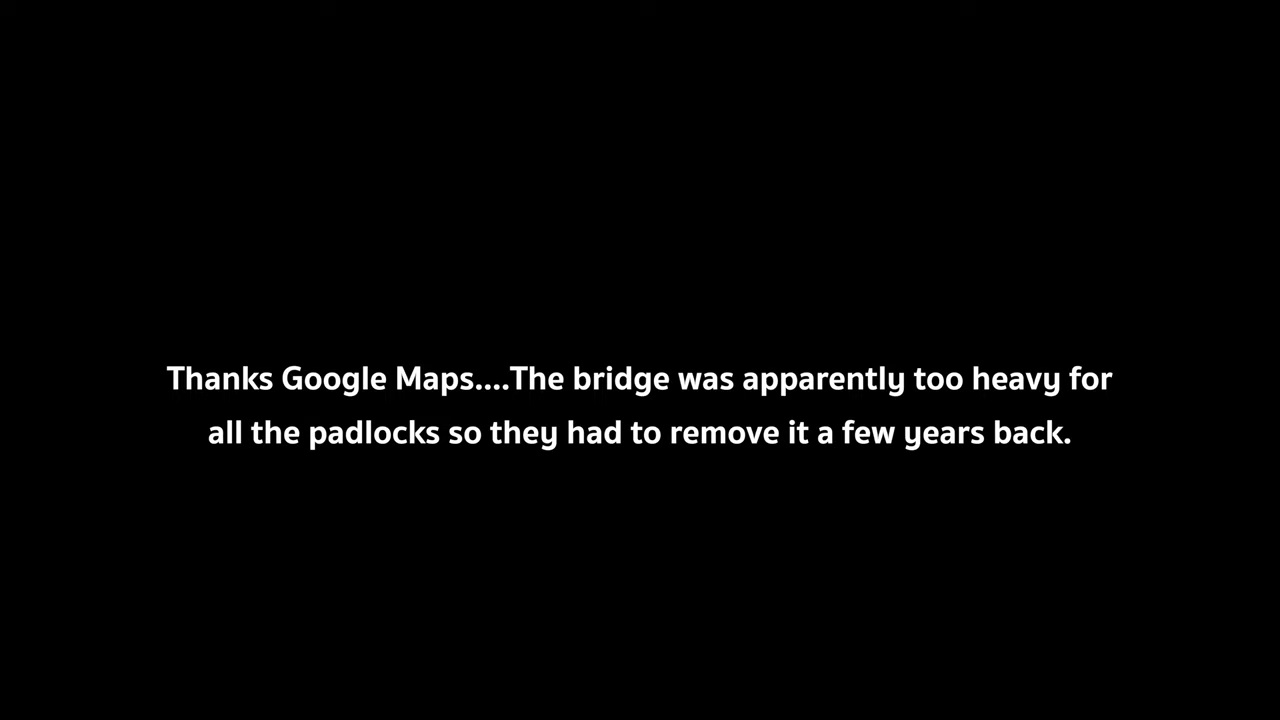 Thanks Google Maps....The bridge was apparently too heavy for
all the padlocks so they had to remove it a few years back.